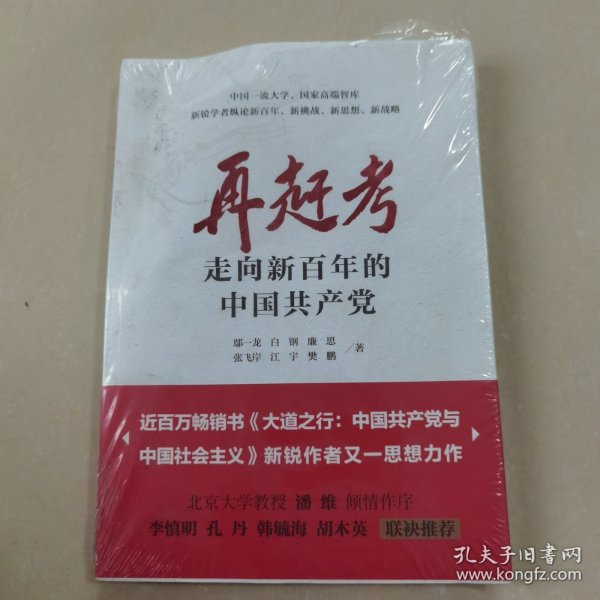 中国一流大学、国家高端智库
新锐学者纵论新百年、新挑战、新思想、新战略
再赶考
走向新百年的
中国共产党
鄢一龙 白 钢 廉 思
张飞岸 江 宇 樊 鹏 / 著
近百万畅销书《大道之行：中国共产党与
中国社会主义》新锐作者又一思想力作
北京大学教授 潘 维 倾情作序
李慎明 孔 丹 韩毓海 胡木英 联袂推荐
孔夫子旧书网
www.kongfz.com